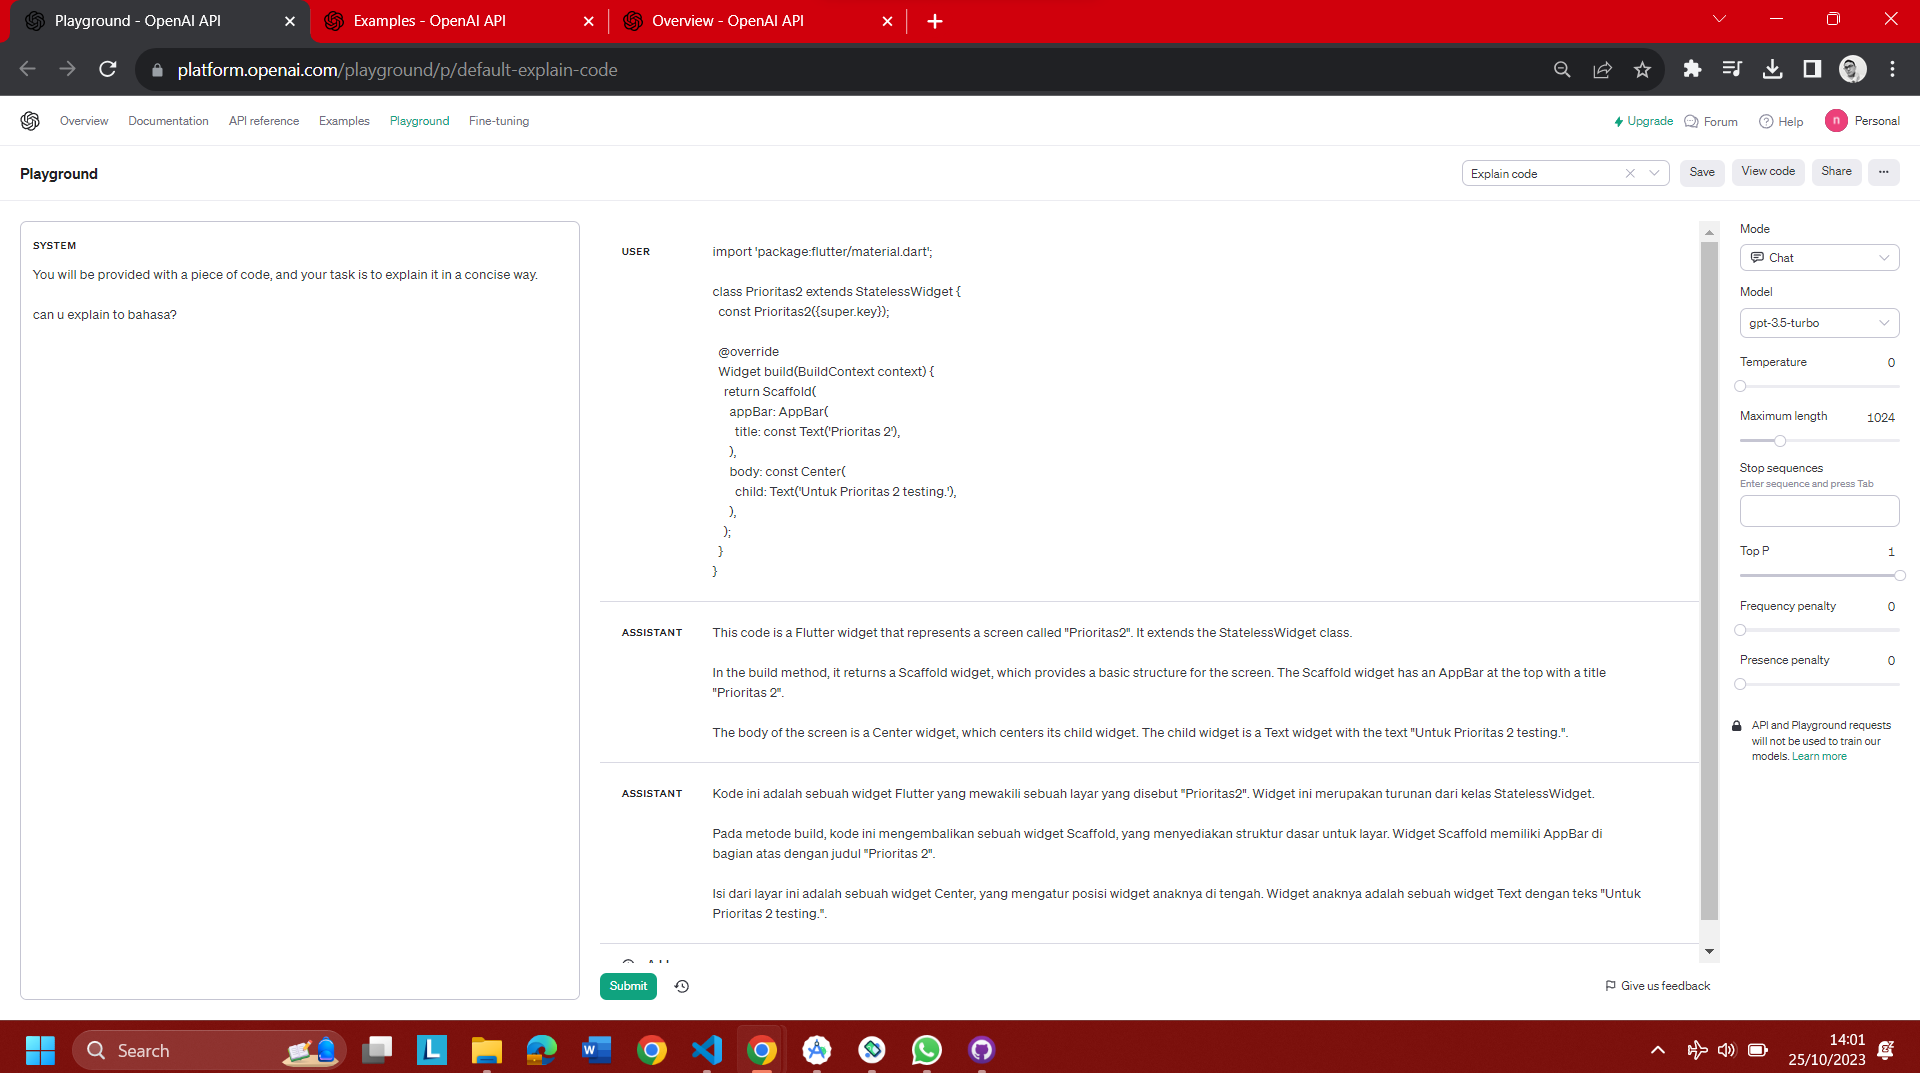 Playground - OpenAI API
Examples - OpenAI API
Overview - OpenAI API
platform.openai.com/playground/p/default-explain-code
Overview
Documentation
API reference
Examples
Playground
Fine-tuning
Upgrade
Forum
Help
n
Personal
Playground
Explain code
Save
View code
Share
...
SYSTEM
You will be provided with a piece of code, and your task is to explain it in a concise way.
can u explain to bahasa?
USER
import 'package:flutter/material.dart';
class Prioritas2 extends StatelessWidget {
const Prioritas2({super.key});
@override
Widget build(BuildContext context) {
return Scaffold(
appBar: AppBar(
title: const Text('Prioritas 2'),
),
body: const Center(
child: Text('Untuk Prioritas 2 testing.'),
),
);
}
}
ASSISTANT
This code is a Flutter widget that represents a screen called "Prioritas2". It extends the StatelessWidget class.
In the build method, it returns a Scaffold widget, which provides a basic structure for the screen. The Scaffold widget has an AppBar at the top with a title
"Prioritas 2".
The body of the screen is a Center widget, which centers its child widget. The child widget is a Text widget with the text "Untuk Prioritas 2 testing.".
ASSISTANT
Kode ini adalah sebuah widget Flutter yang mewakili sebuah layar yang disebut "Prioritas2". Widget ini merupakan turunan dari kelas StatelessWidget.
Pada metode build, kode ini mengembalikan sebuah widget Scaffold, yang menyediakan struktur dasar untuk layar. Widget Scaffold memiliki AppBar di
bagian atas dengan judul "Prioritas 2".
Isi dari layar ini adalah sebuah widget Center, yang mengatur posisi widget anaknya di tengah. Widget anaknya adalah sebuah widget Text dengan teks "Untuk
Prioritas 2 testing.".
Submit
Give us feedback
Mode
Chat
Model
gpt-3.5-turbo
Temperature
0
Maximum length
1024
Stop sequences
Enter sequence and press Tab
Top P
1
Frequency penalty
0
Presence penalty
0
API and Playground requests
will not be used to train our
models. Learn more
Search
L
W
14:01
25/10/2023